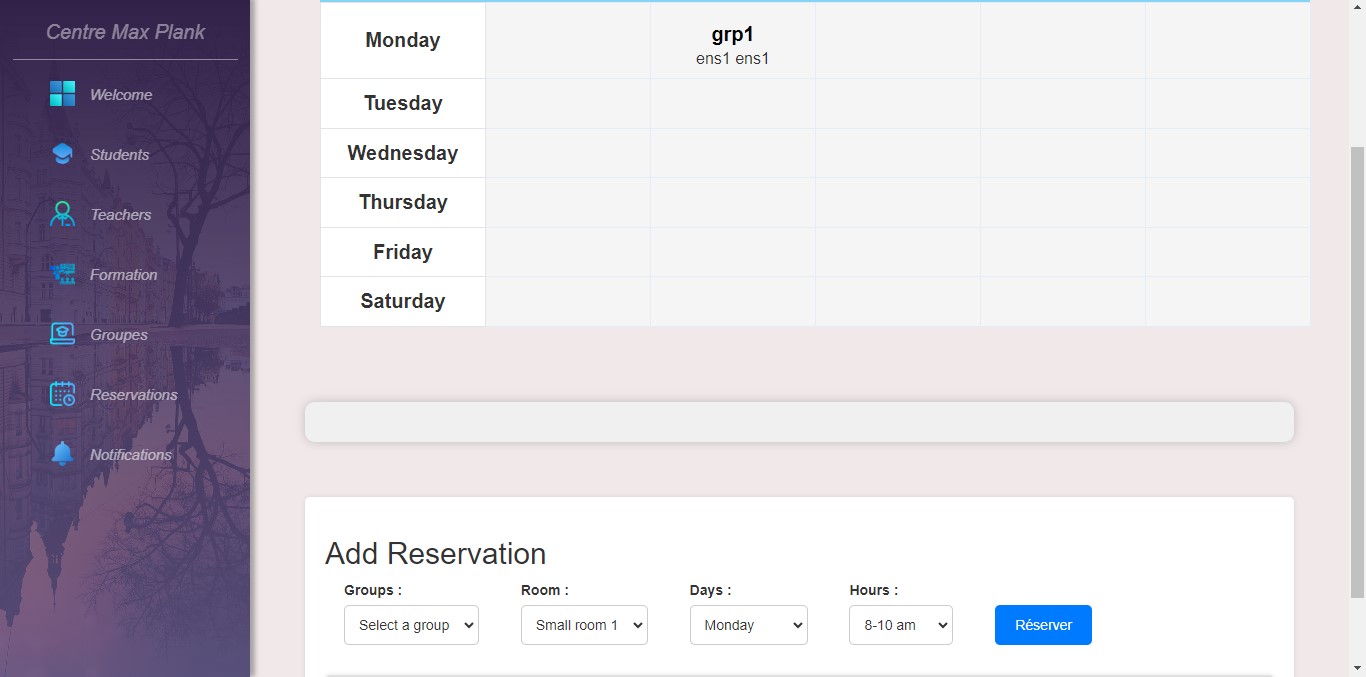 Centre Max Plank
Welcome
Students
Teachers
Formation
Groupes
Reservations
Notifications
Monday
grp1
ens1 ens1
Tuesday
Wednesday
Thursday
Friday
Saturday
Add Reservation
Groups : Room : Days : Hours :
Select a group Small room 1 Monday 8-10 am Réserver